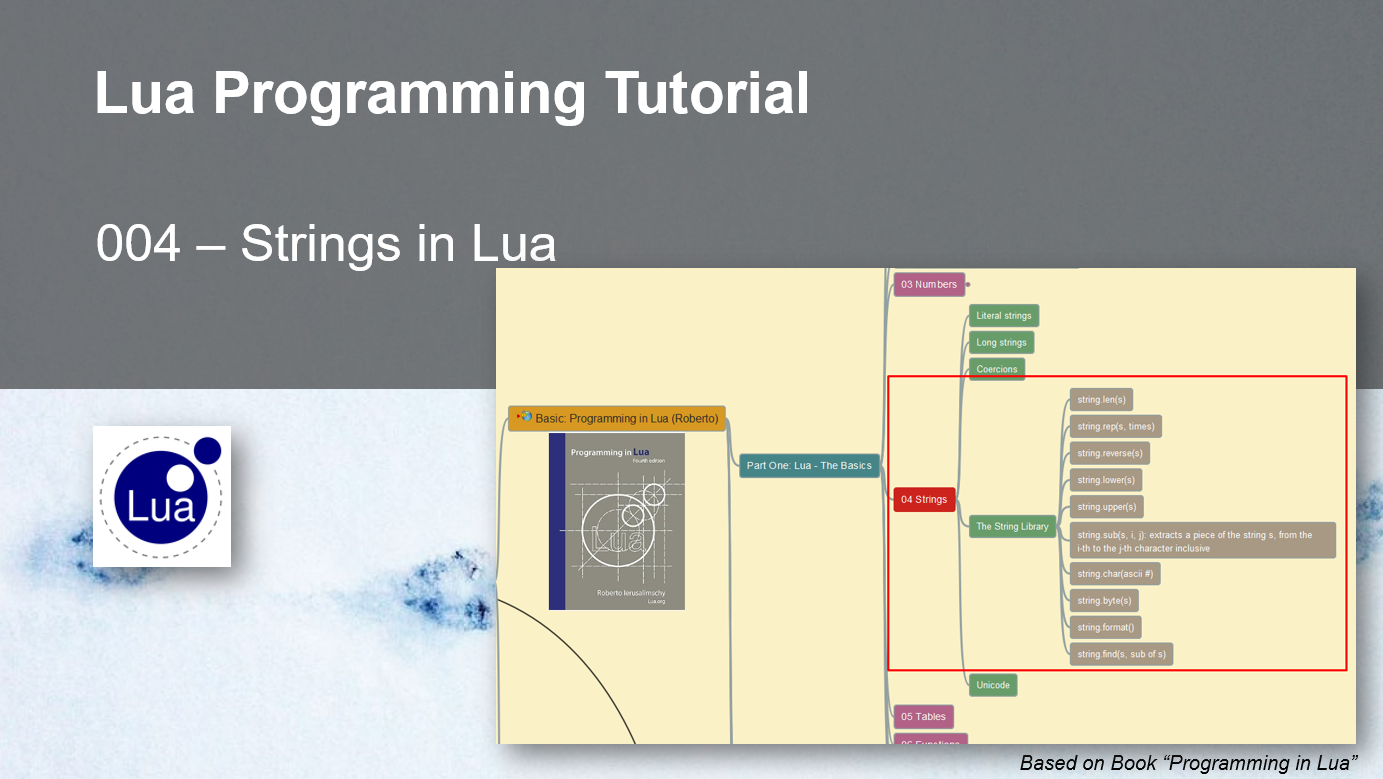 Lua Programming Tutorial
004 – Strings in Lua
03 Numbers
Literal strings
Long strings
Coercions
string.len(s)
string.rep(s, times)
Basic: Programming in Lua (Roberto)
string.reverse(s)
Programming in Lua
Fourth edition
Part One: Lua - The Basics
string.lower(s)
04 Strings
string.upper(s)
The String Library
string.sub(s, i, j): extracts a piece of the string s, from the
i-th to the j-th character inclusive
Lua
Lua
string.char(ascii #)
Roberto Ierusalimschy
Lua.org
string.byte(s)
string.format()
string.find(s, sub of s)
Unicode
05 Tables
06 Functions
Based on Book “Programming in Lua”